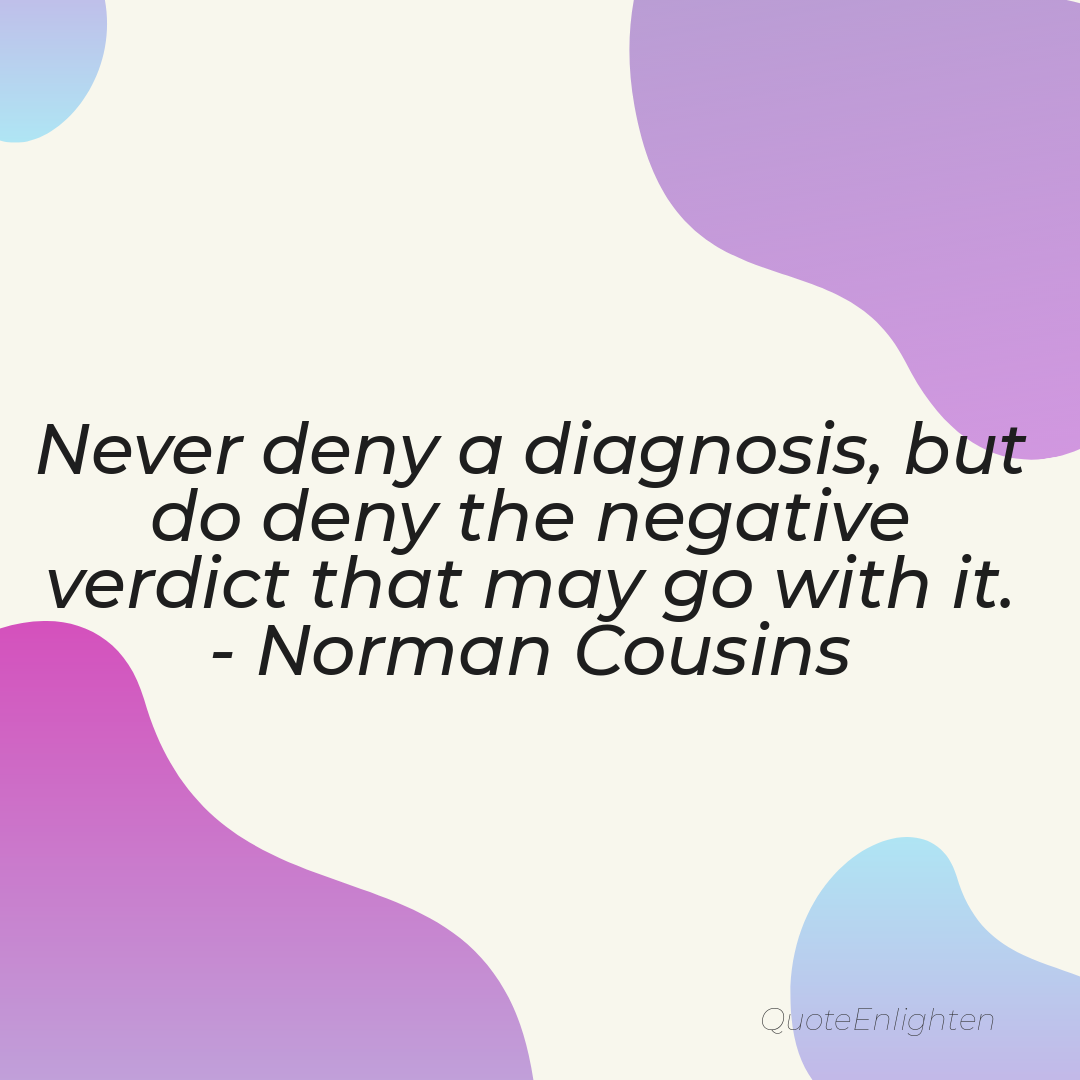 Never deny a diagnosis, but
do deny the negative
verdict that may go with it.
- Norman Cousins
QuoteEnlighten